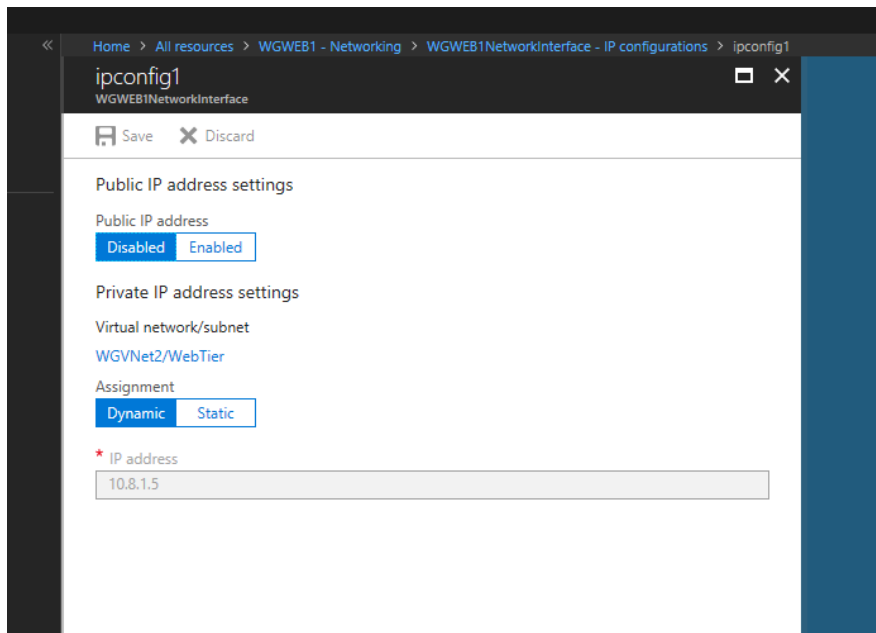 « Home > All resources > WGWEB1 - Networking > WGWEB1NetworkInterface - IP configurations > ipconfig1
ipconfig1
WGWEB1NetworkInterface
Save Discard
Public IP address settings
Public IP address
Disabled Enabled
Private IP address settings
Virtual network/subnet
WGVNet2/WebTier
Assignment
Dynamic Static
* IP address
10.8.1.5